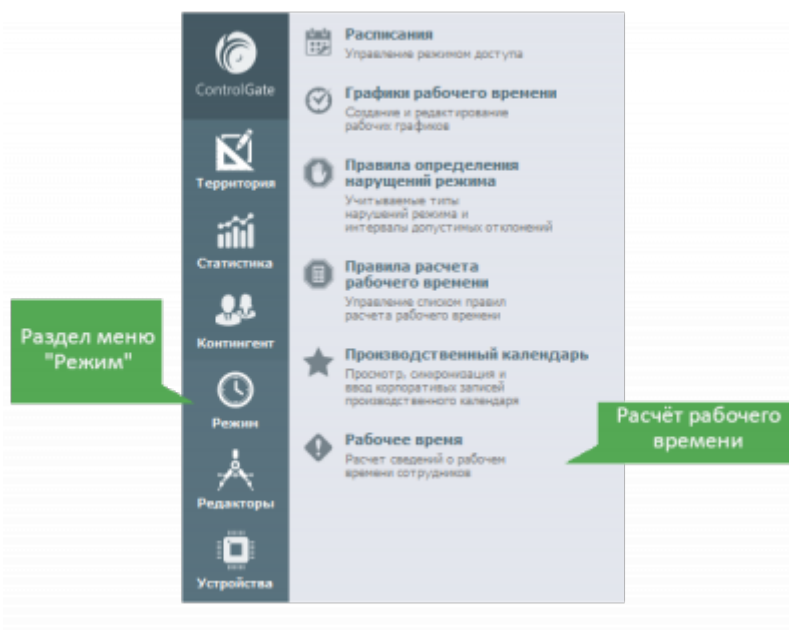 ControlGate
Территория
Статистика
Контингент
Режим
Редакторы
Устройства
Расписания
Управление режимом доступа
Графики рабочего времени
Создание и редактирование
рабочих графиков
Правила определения
нарущений режима
Учитываемые типы
нарушений режима и
интервалы допустимых отклонений
Правила расчета
рабочего времени
Управление списком правил
расчета рабочего времени
Производственный календарь
Просмотр, синхронизация и
ввод корпоративных записей
производственного календаря
Рабочее время
Расчет сведений о рабочем
времени сотрудников
Раздел меню
"Режим"
Расчёт рабочего
времени